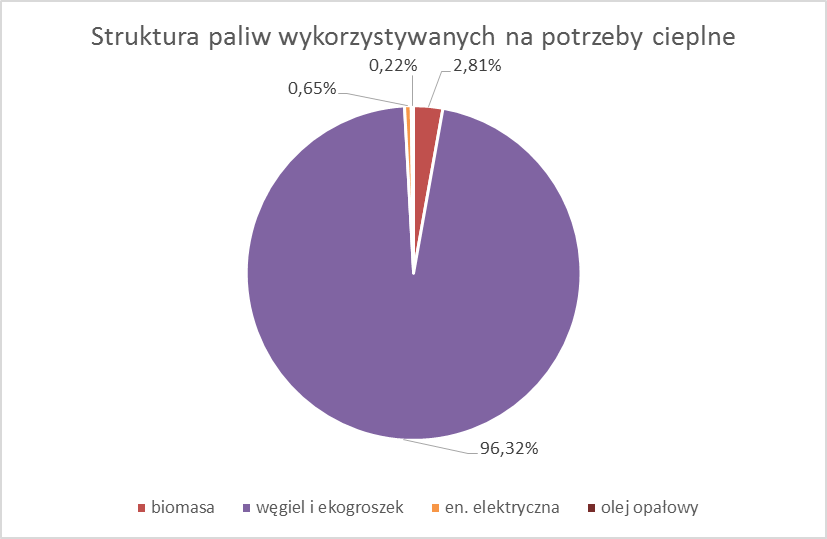 Struktura paliw wykorzystywanych na potrzeby cieplne
0,22%
2,81%
0,65%
96,32%
biomasa
węgiel i ekogroszek
en. elektryczna
olej opałowy